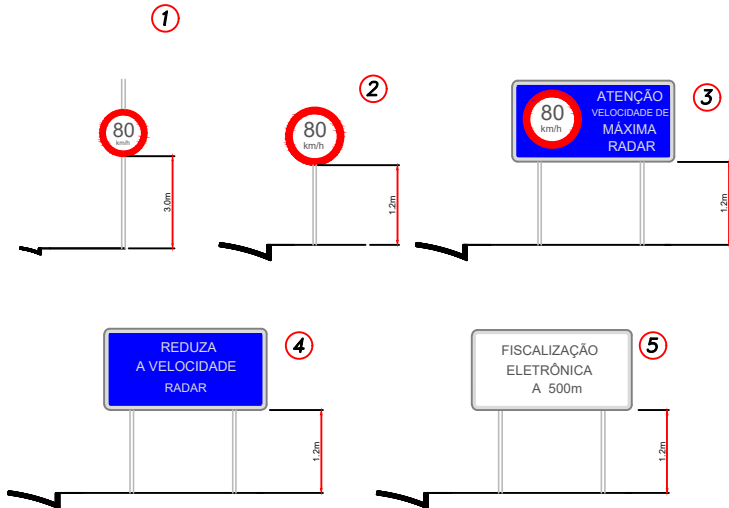 1
80
km/h
3.0m
2
80
km/h
1.2m
3
80
km/h
ATENÇÃO
VELOCIDADE DE
MÁXIMA
RADAR
1.2m
4
REDUZA
A VELOCIDADE
RADAR
1.2m
5
FISCALIZAÇÃO
ELETRÔNICA
A 500m
1.2m